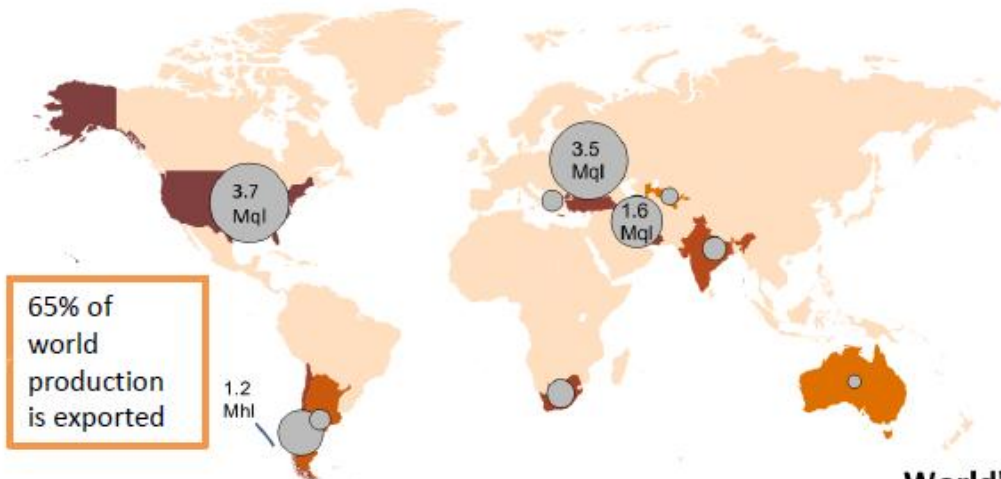 3.7
Mql
3.5
Mql
1.6
Mql
65% of
world
production
is exported
1.2
Mhl